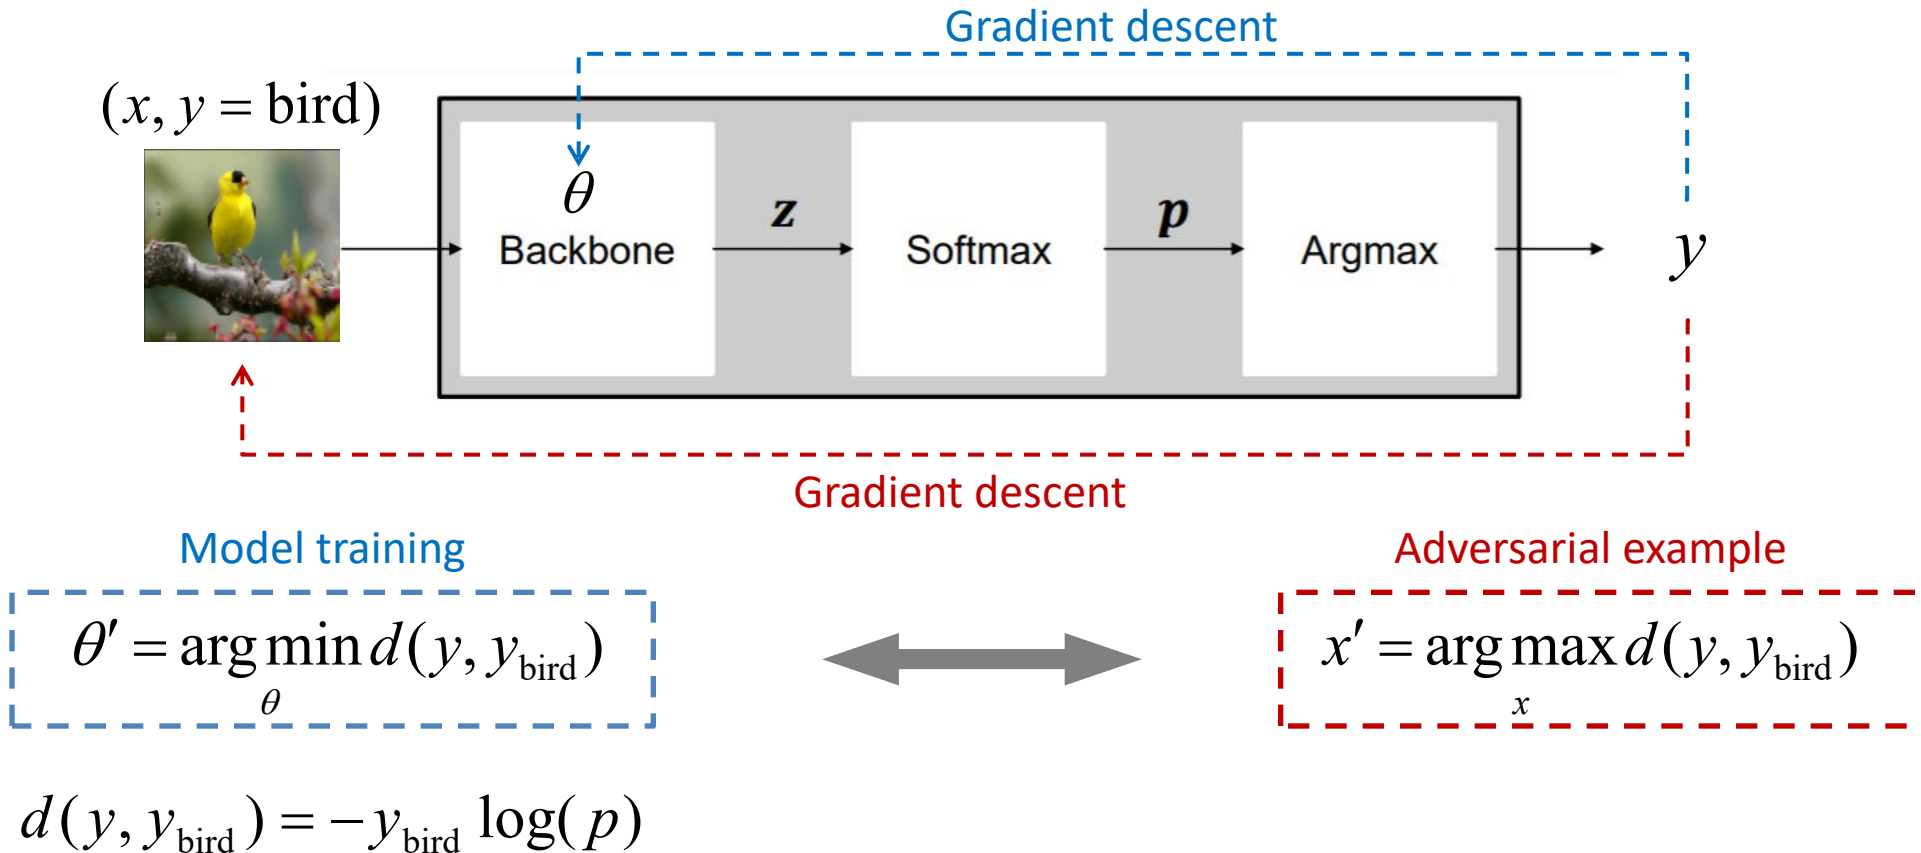 Gradient descent
(x, y = bird)
θ
Backbone
z
Softmax
p
Argmax
y
Gradient descent
Model training
Adversarial example
θ′ = arg min d(y, y_bird)
θ
x′ = arg max d(y, y_bird)
x
d(y, y_bird) = −y_bird log(p)